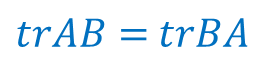 trAB = trBA